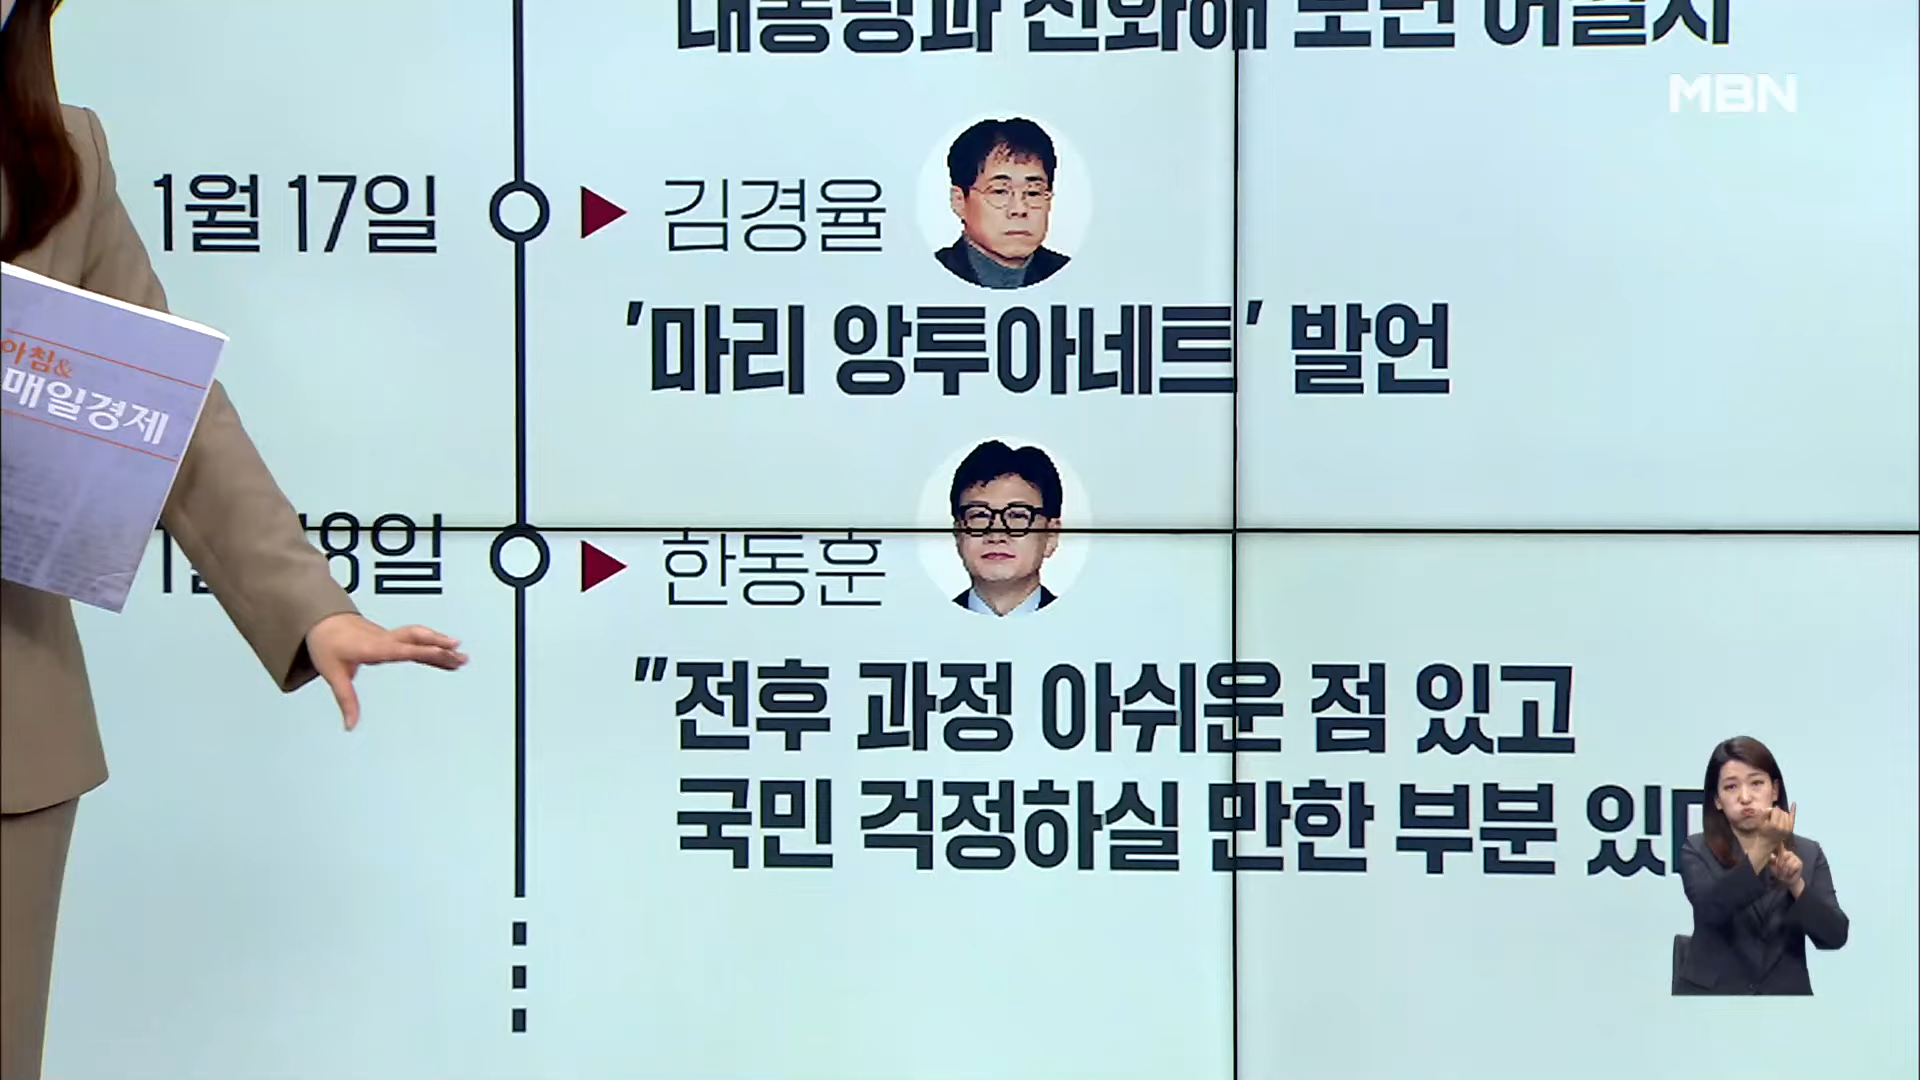 MBN
1월 17일 ▶ 김경율
'마리 앙투아네트' 발언
아침&
매일경제
8일 ▶ 한동훈
"전후 과정 아쉬운 점 있고
국민 걱정하실 만한 부분